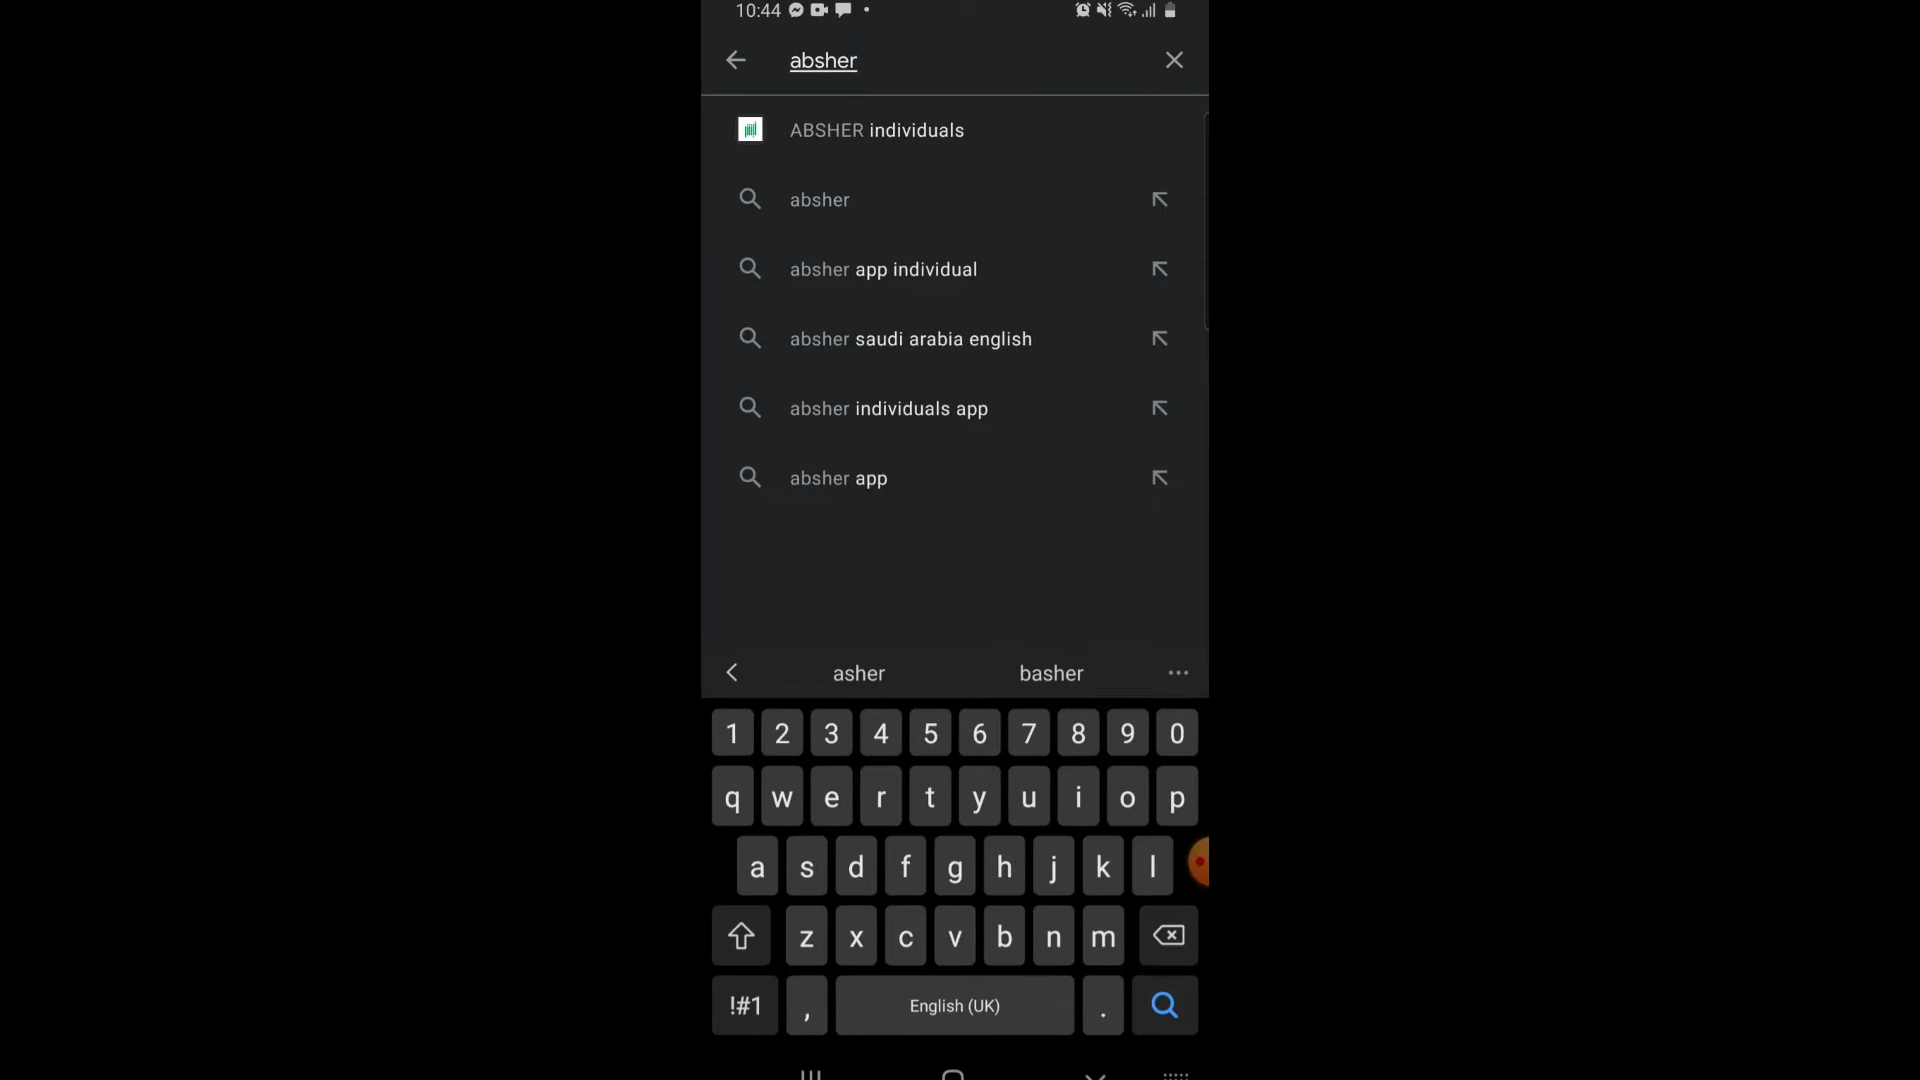 10:44
absher
ABSHER individuals
absher
absher app individual
absher saudi arabia english
absher individuals app
absher app
asher basher
1 2 3 4 5 6 7 8 9 0
q w e r t y u i o p
a s d f g h j k l
z x c v b n m
!#1 , English (UK) .